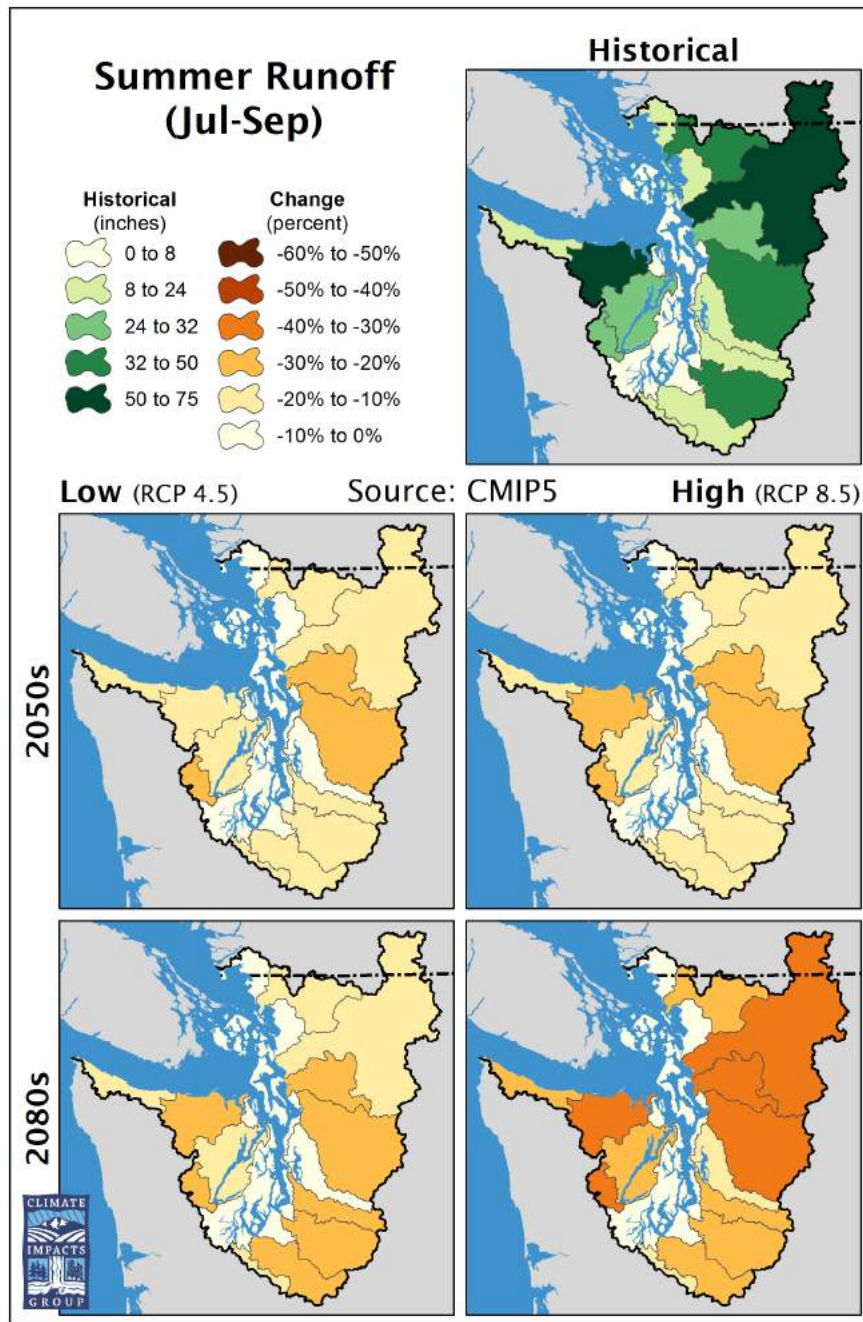 Summer Runoff
(Jul-Sep)
Historical
Historical
(inches)
0 to 8
8 to 24
24 to 32
32 to 50
50 to 75
Change
(percent)
-60% to -50%
-50% to -40%
-40% to -30%
-30% to -20%
-20% to -10%
-10% to 0%
Low (RCP 4.5)
Source: CMIP5
High (RCP 8.5)
2050s
2080s
CLIMATE
IMPACTS
GROUP